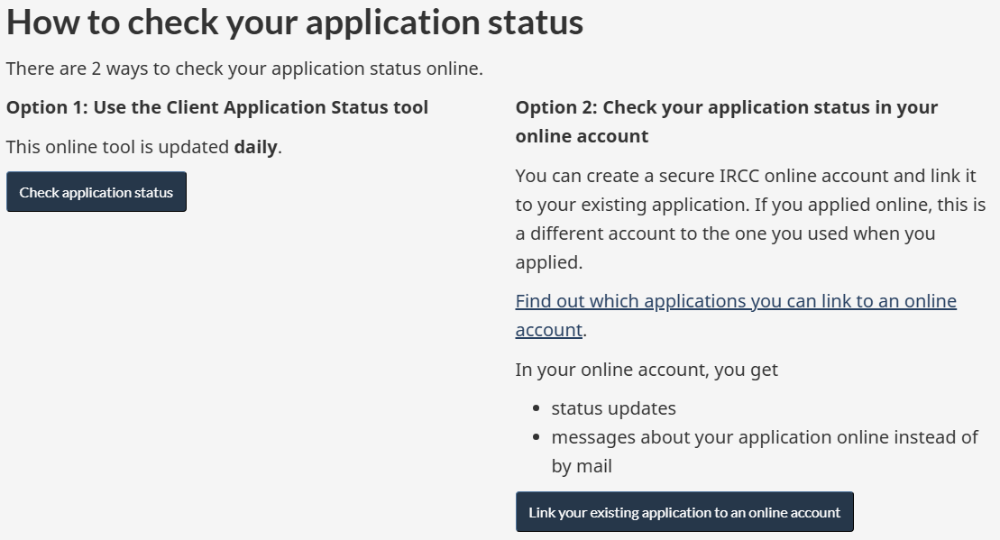 How to check your application status
There are 2 ways to check your application status online.
Option 1: Use the Client Application Status tool
This online tool is updated daily.
Check application status
Option 2: Check your application status in your
online account
You can create a secure IRCC online account and link it
to your existing application. If you applied online, this is
a different account to the one you used when you
applied.
Find out which applications you can link to an online
account.
In your online account, you get
• status updates
• messages about your application online instead of
by mail
Link your existing application to an online account